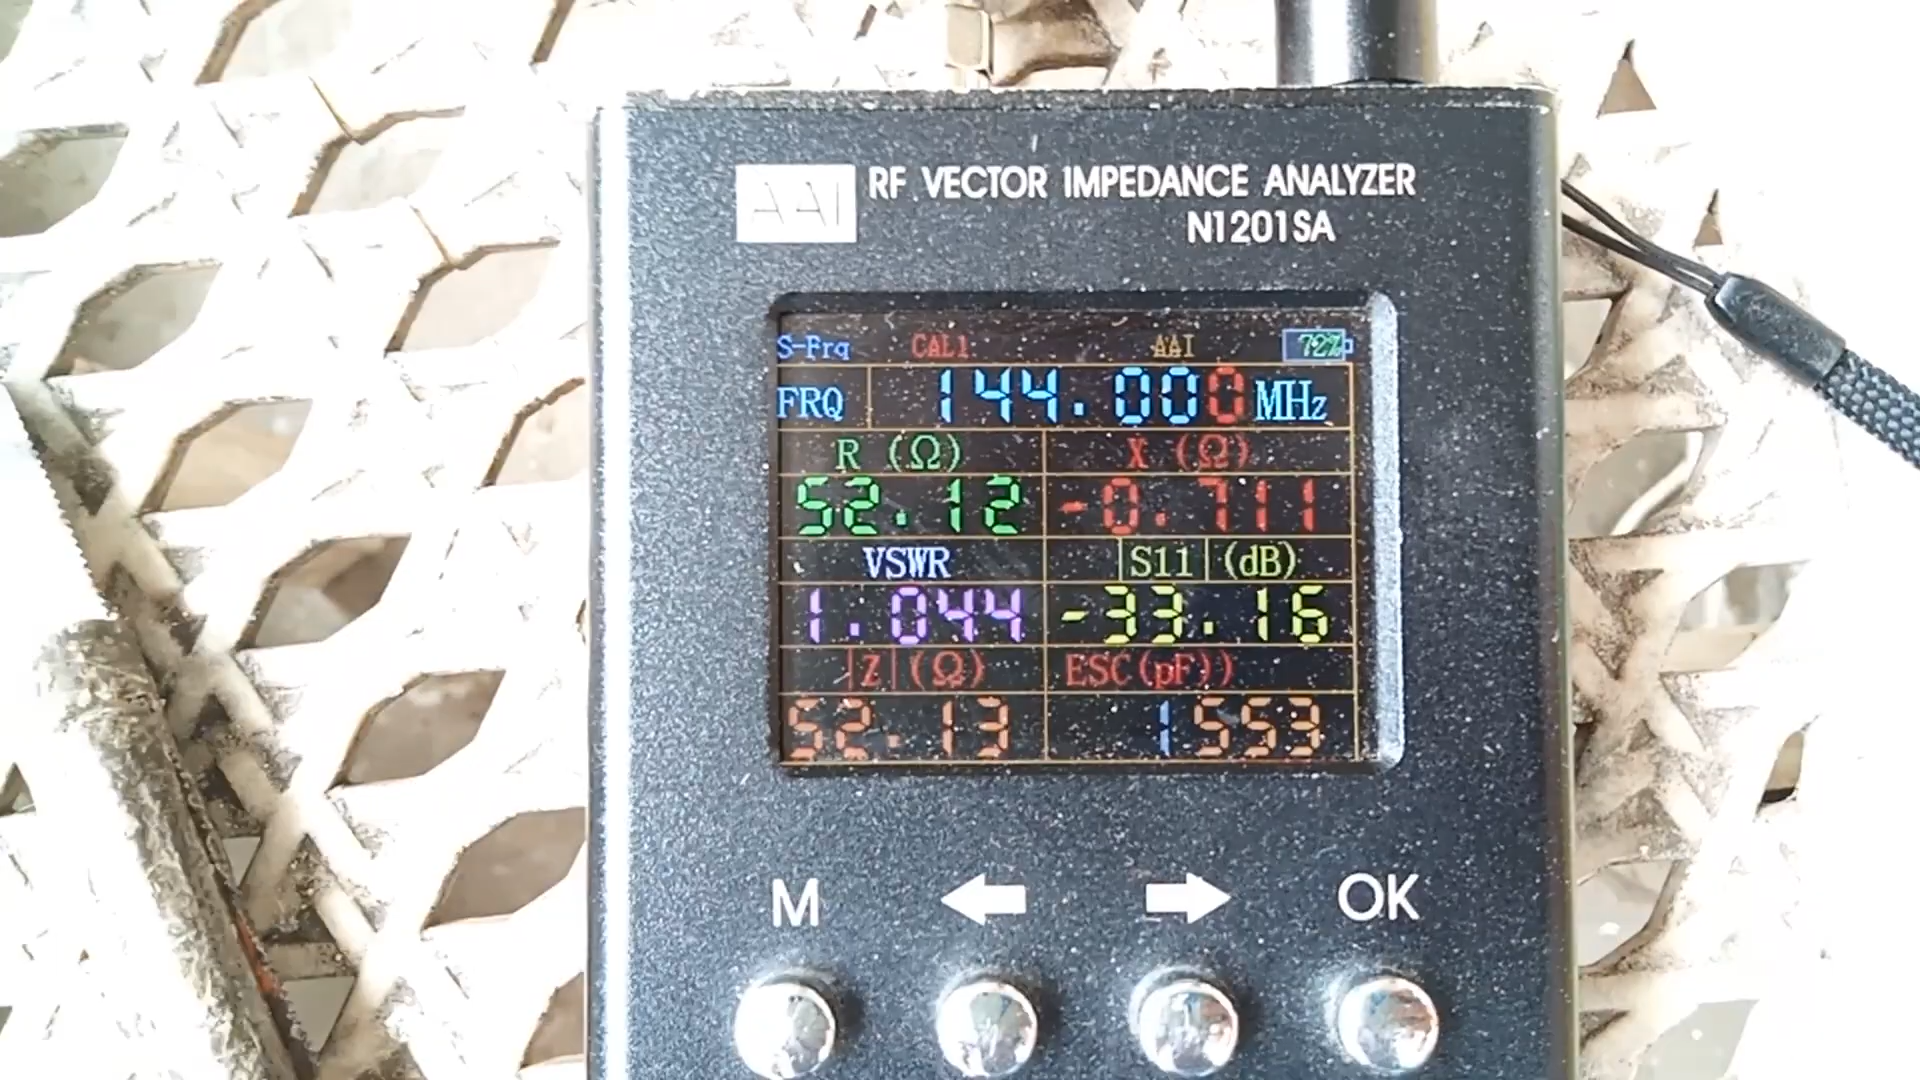 AAI RF VECTOR IMPEDANCE ANALYZER
N1201SA
S-Frq CAL1 AAI 72%
FRQ 144.000 MHz
R (Ω) X (Ω)
52.12 -0.711
VSWR |S11| (dB)
1.044 -33.16
|Z| (Ω) ESC(pF))
52.13 1553
M OK